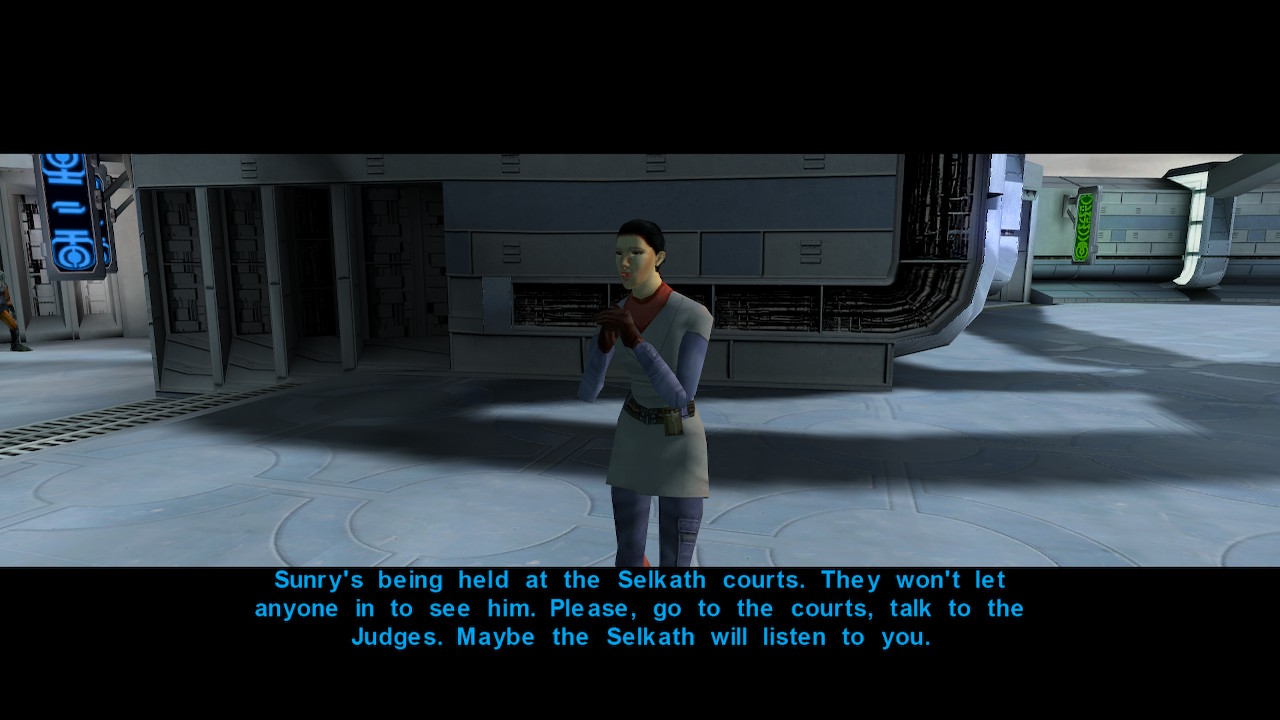 Sunry's being held at the Selkath courts. They won't let
anyone in to see him. Please, go to the courts, talk to the
Judges. Maybe the Selkath will listen to you.